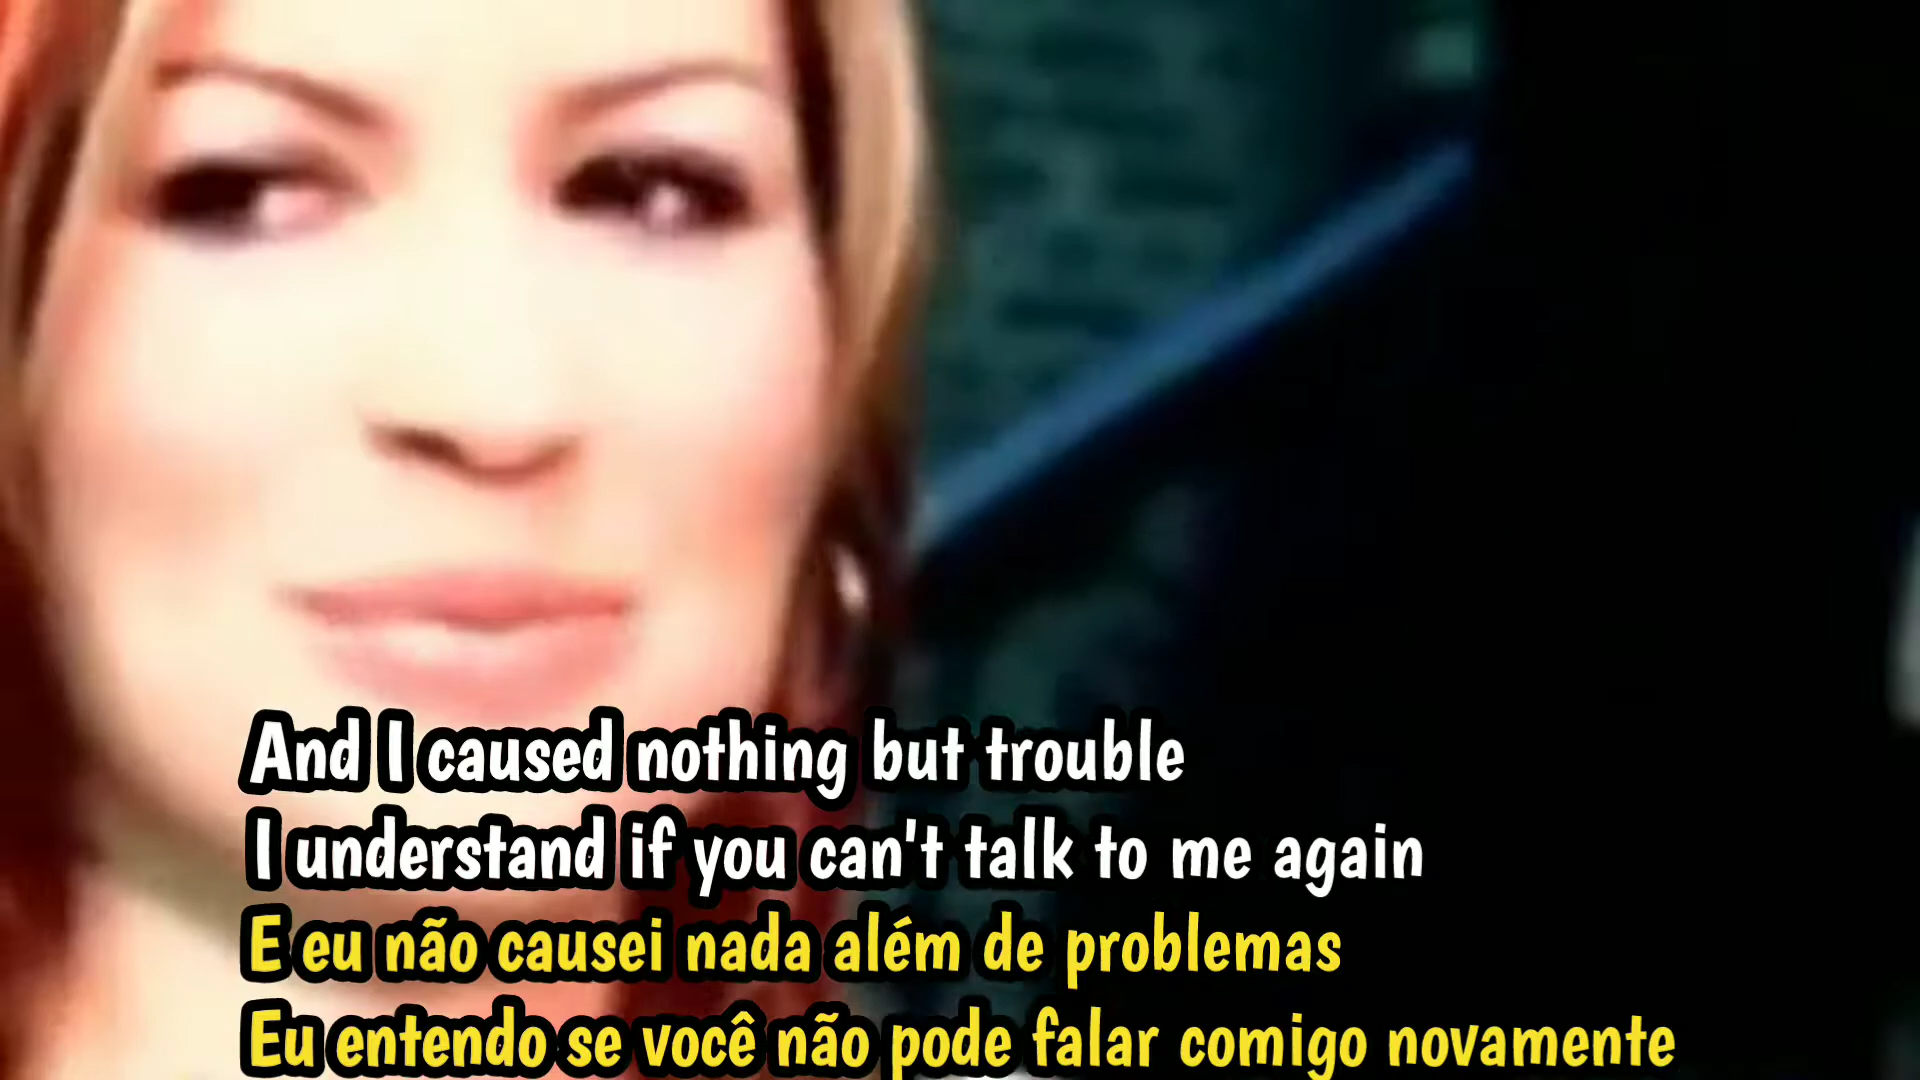 And I caused nothing but trouble
I understand if you can't talk to me again
E eu não causei nada além de problemas
Eu entendo se você não pode falar comigo novamente